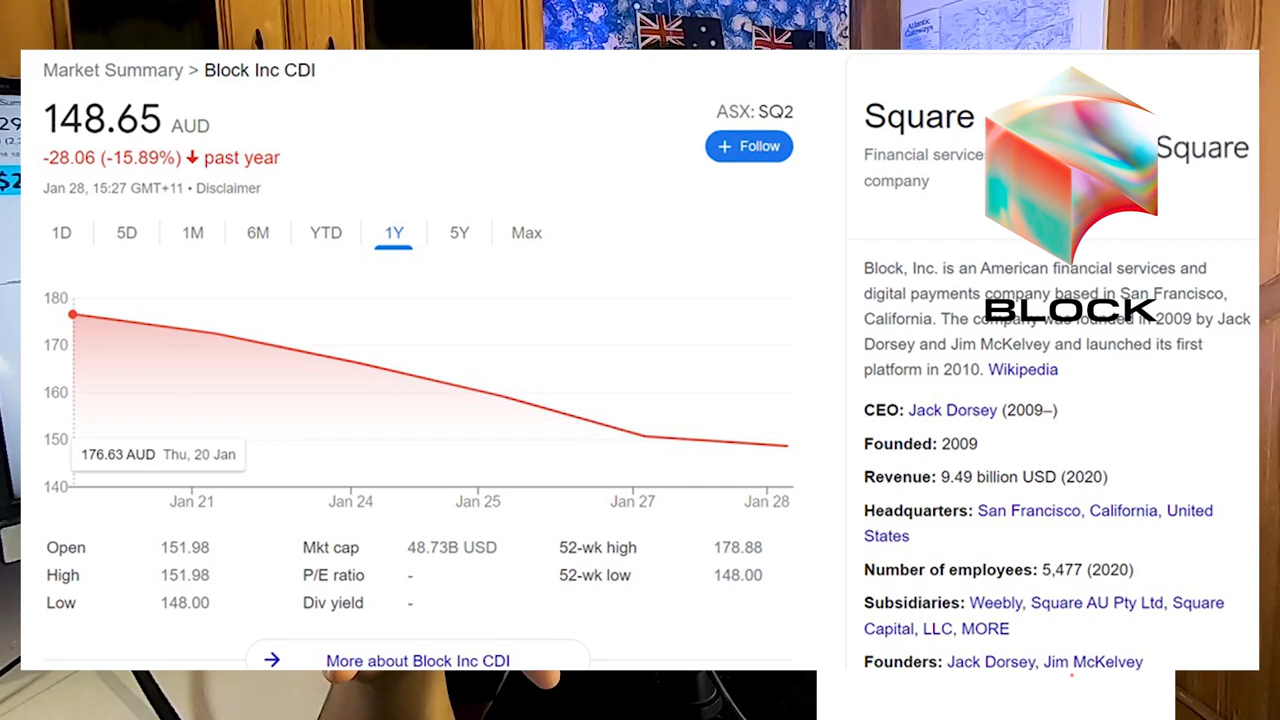 Atlantic
Gateways
Market Summary > Block Inc CDI
148.65 AUD
-28.06 (-15.89%) ↓ past year
Jan 28, 15:27 GMT+11 • Disclaimer
ASX: SQ2
+ Follow
1D 5D 1M 6M YTD 1Y 5Y Max
180
170
160
150
140
176.63 AUD Thu, 20 Jan
Jan 21 Jan 24 Jan 25 Jan 27 Jan 28
Open 151.98 Mkt cap 48.73B USD 52-wk high 178.88
High 151.98 P/E ratio - 52-wk low 148.00
Low 148.00 Div yield -
→ More about Block Inc CDI
Square
Financial service
company
Square
BLOCK
Block, Inc. is an American financial services and
digital payments company based in San Francisco,
California. The company was founded in 2009 by Jack
Dorsey and Jim McKelvey and launched its first
platform in 2010. Wikipedia
CEO: Jack Dorsey (2009–)
Founded: 2009
Revenue: 9.49 billion USD (2020)
Headquarters: San Francisco, California, United
States
Number of employees: 5,477 (2020)
Subsidiaries: Weebly, Square AU Pty Ltd, Square
Capital, LLC, MORE
Founders: Jack Dorsey, Jim McKelvey